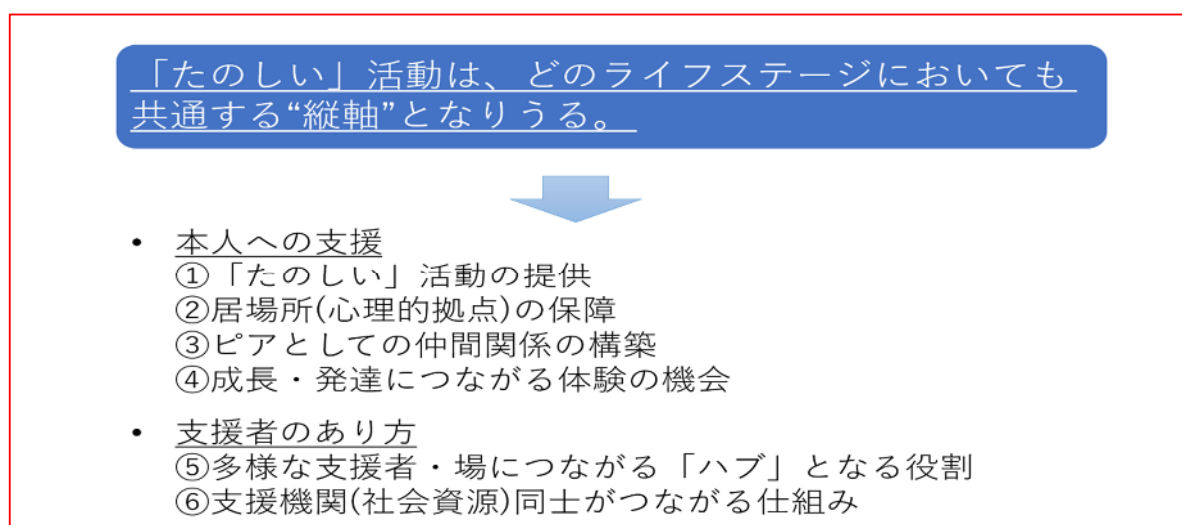 「たのしい」活動は、どのライフステージにおいても
共通する“縦軸”となりうる。
• 本人への支援
①「たのしい」活動の提供
②居場所(心理的拠点)の保障
③ピアとしての仲間関係の構築
④成長・発達につながる体験の機会
• 支援者のあり方
⑤多様な支援者・場につながる「ハブ」となる役割
⑥支援機関(社会資源)同士がつながる仕組み